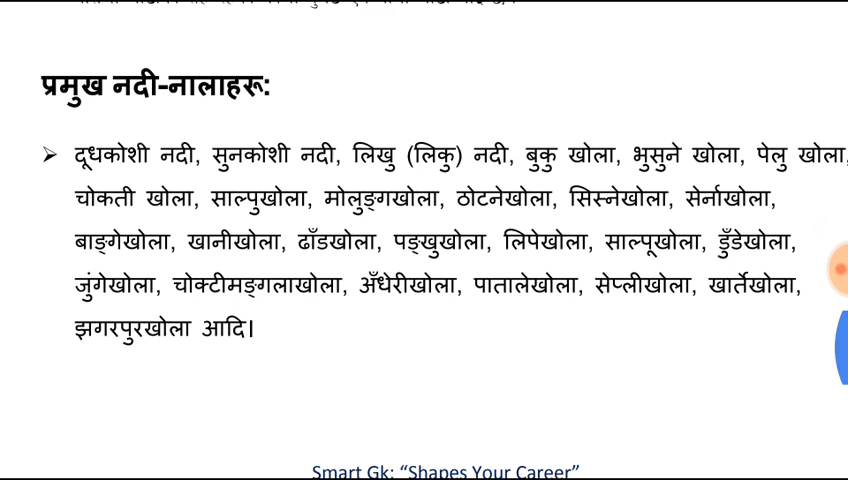 प्रमुख नदी-नालाहरू:
➢ दूधकोशी नदी, सुनकोशी नदी, लिखु (लिकु) नदी, बुकु खोला, भुसुने खोला, पेलु खोला,
चोकती खोला, साल्पुखोला, मोलुङ्गखोला, ठोटनेखोला, सिस्नेखोला, सेर्नाखोला,
बाङ्गेखोला, खानीखोला, ढाँडखोला, पङ्खुखोला, लिपेखोला, साल्पूखोला, डुँडेखोला,
जुंगेखोला, चोक्टीमङ्गलाखोला, अँधेरीखोला, पातालेखोला, सेप्लीखोला, खार्तेखोला,
झगरपुरखोला आदि।
Smart Gk: “Shapes Your Career”